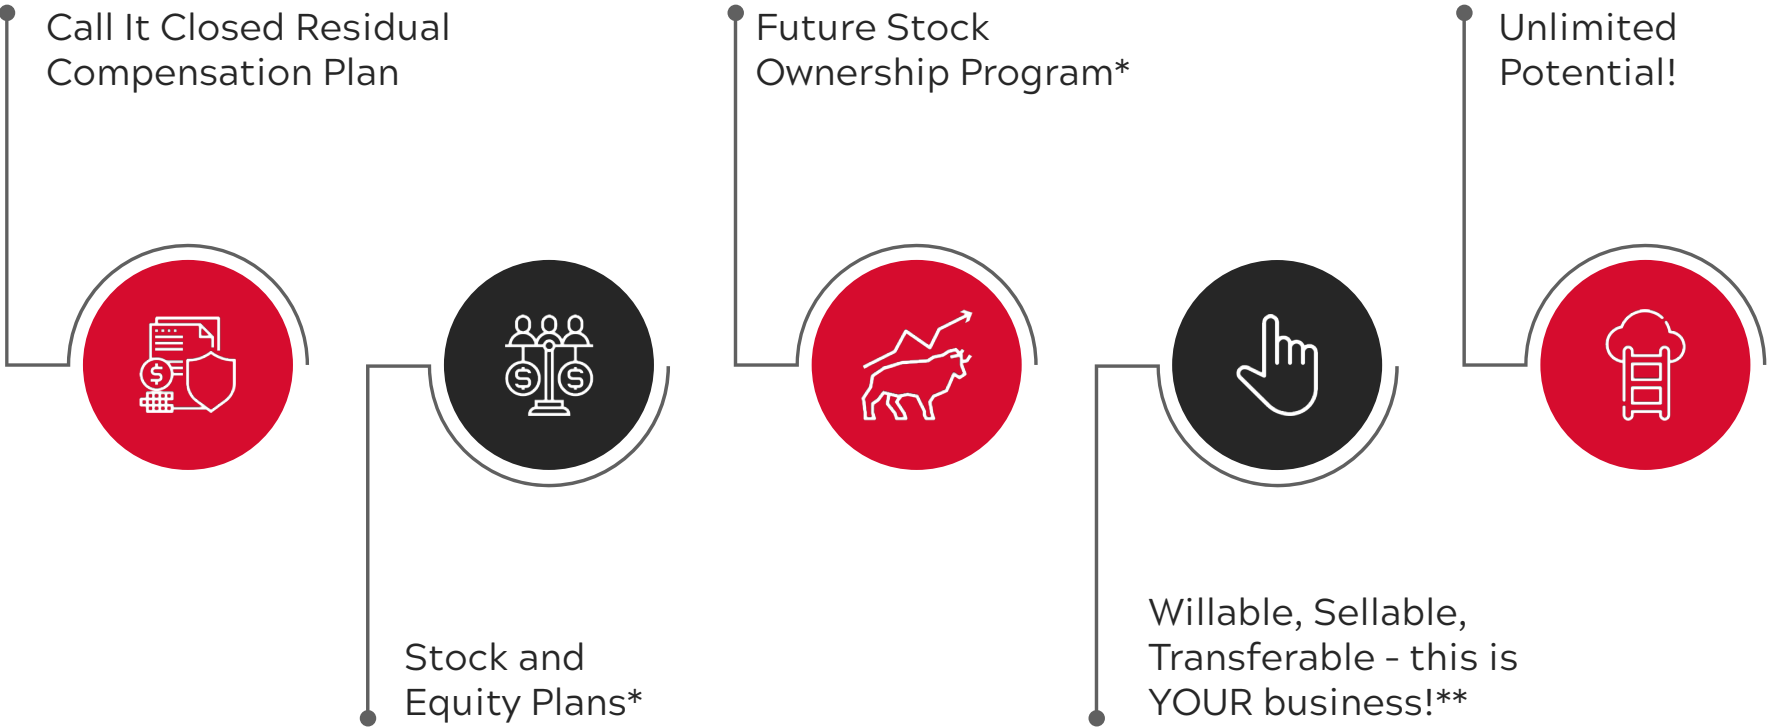 Call It Closed Residual
Compensation Plan
Stock and
Equity Plans*
Future Stock
Ownership Program*
Willable, Sellable,
Transferable - this is
YOUR business!**
Unlimited
Potential!